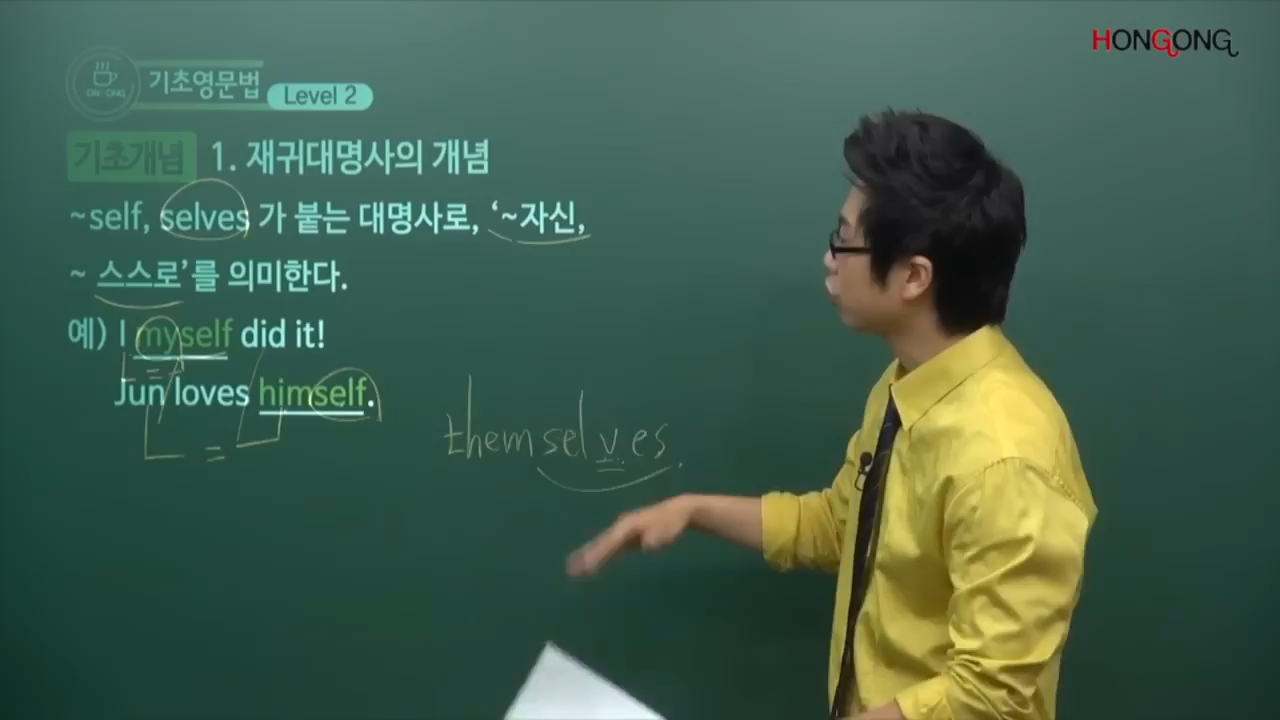 HONGONG
기초영문법
Level 2
기초개념 1. 재귀대명사의 개념
~self, selves 가 붙는 대명사로, ‘~자신,
~ 스스로’를 의미한다.
예) I myself did it!
Jun loves himself.
themselves.